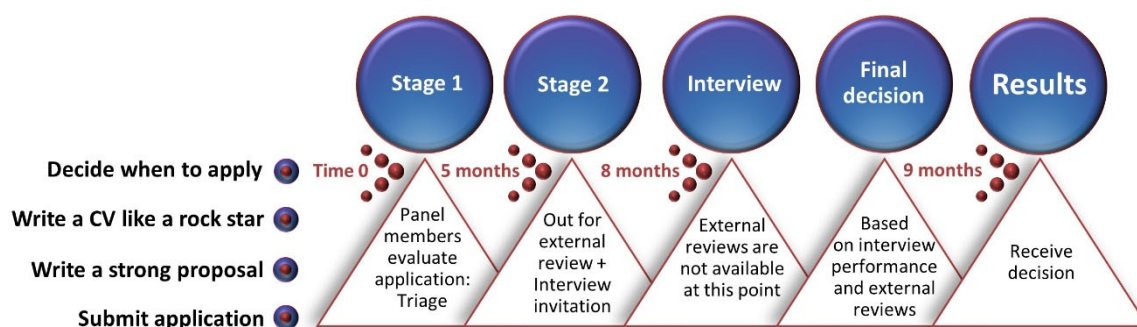 Stage 1
Stage 2
Interview
Final
decision
Results
Decide when to apply
Write a CV like a rock star
Write a strong proposal
Submit application
Time 0
5 months
8 months
9 months
Panel
members
evaluate
application:
Triage
Out for
external
review +
Interview
invitation
External
reviews are
not available
at this point
Based
on interview
performance
and external
reviews
Receive
decision